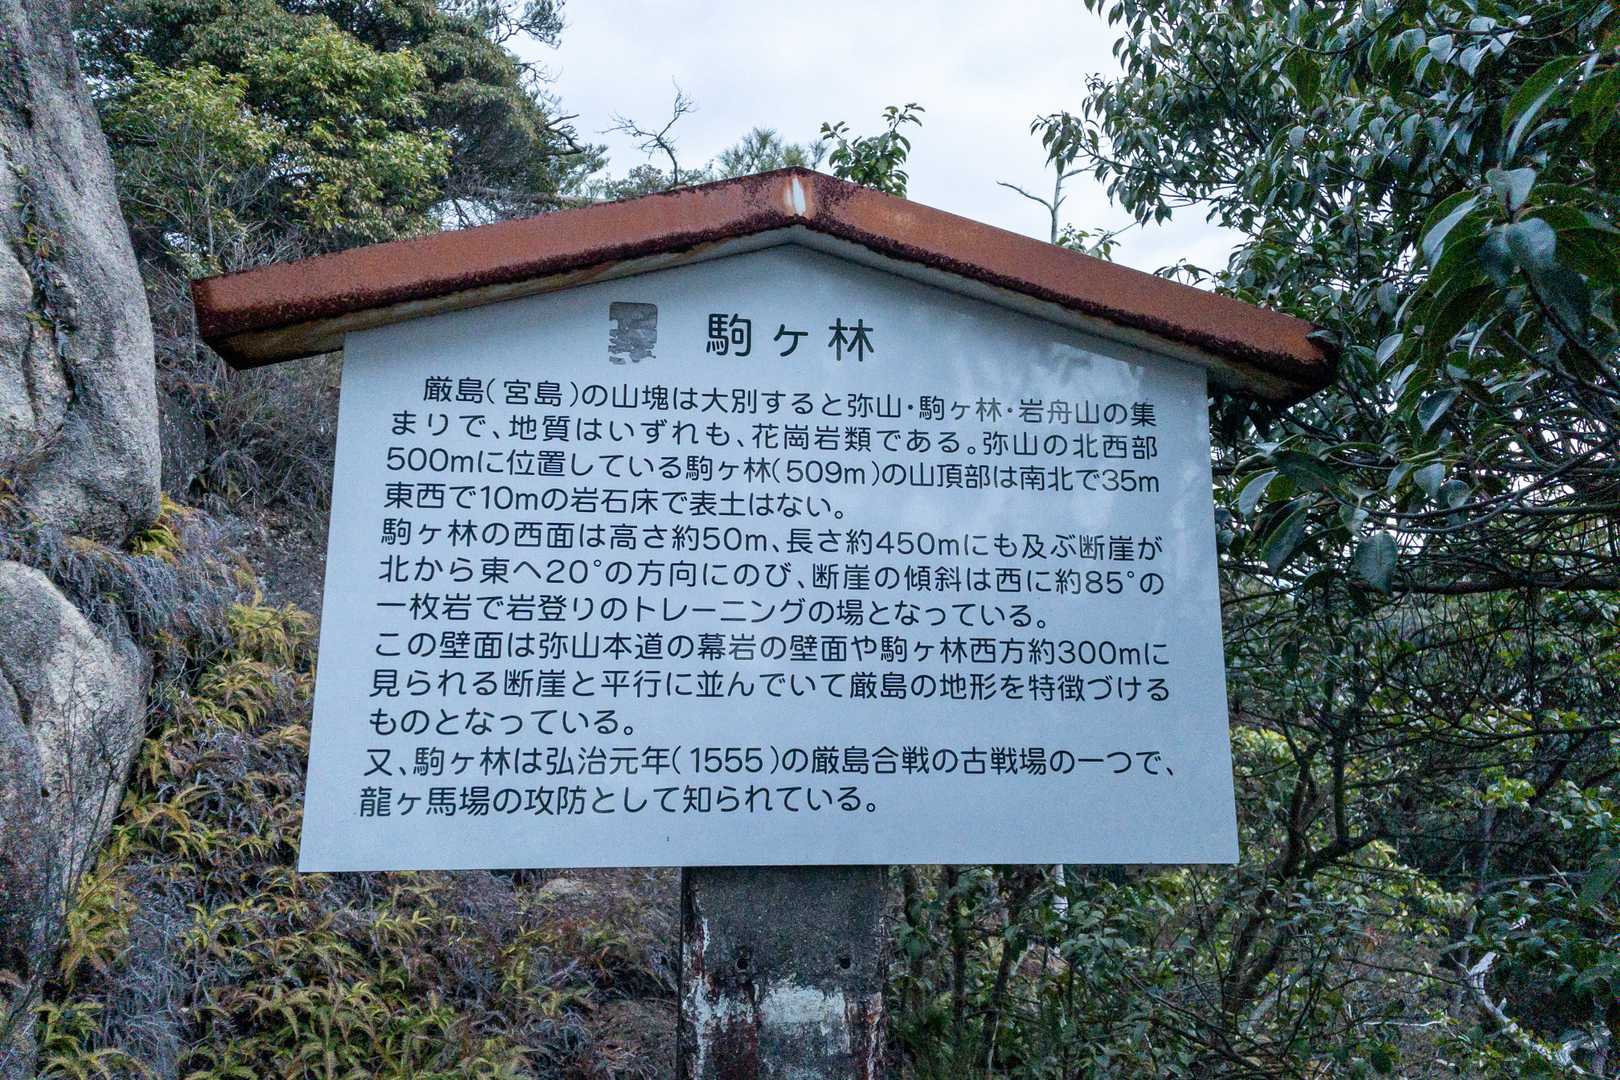 駒ヶ林
厳島(宮島)の山塊は大別すると弥山・駒ヶ林・岩舟山の集
まりで、地質はいずれも、花崗岩類である。弥山の北西部
500mに位置している駒ヶ林(509m)の山頂部は南北で35m
東西で10mの岩石床で表土はない。
駒ヶ林の西面は高さ約50m、長さ約450mにも及ぶ断崖が
北から東へ20°の方向にのび、断崖の傾斜は西に約85°の
一枚岩で岩登りのトレーニングの場となっている。
この壁面は弥山本道の幕岩の壁面や駒ヶ林西方約300mに
見られる断崖と平行に並んでいて厳島の地形を特徴づける
ものとなっている。
又、駒ヶ林は弘治元年(1555)の厳島合戦の古戦場の一つで、
龍ヶ馬場の攻防として知られている。